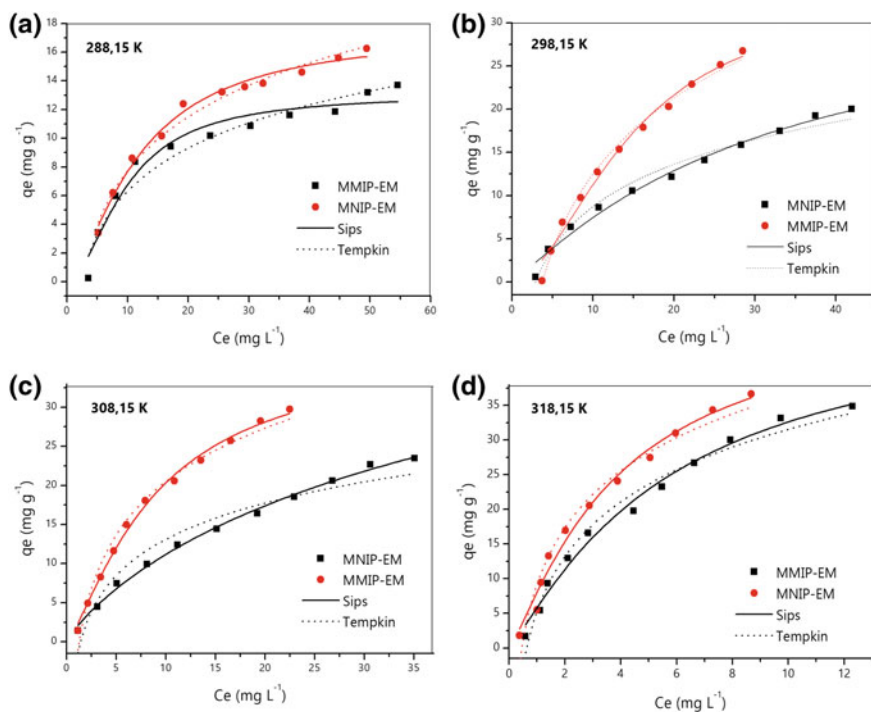 (a)
288,15 K
18
16
14
12
10
8
6
4
2
0
qe (mg g⁻¹)
MMIP-EM
MNIP-EM
Sips
Tempkin
0 10 20 30 40 50 60
Ce (mg L⁻¹)
(b)
298,15 K
30
25
20
15
10
5
0
qe (mg g⁻¹)
MNIP-EM
MMIP-EM
Sips
Tempkin
0 10 20 30 40
Ce (mg L⁻¹)
(c)
308,15 K
30
25
20
15
10
5
0
qe (mg g⁻¹)
MNIP-EM
MMIP-EM
Sips
Tempkin
0 5 10 15 20 25 30 35
Ce (mg L⁻¹)
(d)
318,15 K
35
30
25
20
15
10
5
0
qe (mg g⁻¹)
MMIP-EM
MNIP-EM
Sips
Tempkin
0 2 4 6 8 10 12
Ce (mg L⁻¹)